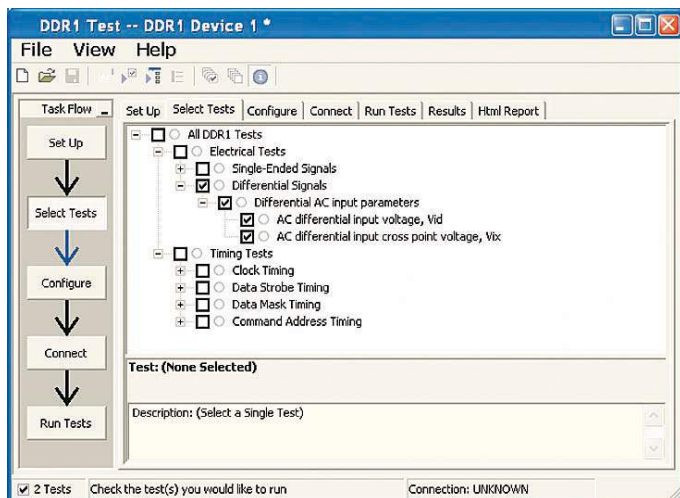 DDR1 Test -- DDR1 Device 1 *
File View Help
Task Flow
Set Up
Select Tests
Configure
Connect
Run Tests
Set Up Select Tests Configure Connect Run Tests Results Html Report
All DDR1 Tests
Electrical Tests
Single-Ended Signals
Differential Signals
Differential AC input parameters
AC differential input voltage, Vid
AC differential input cross point voltage, Vix
Timing Tests
Clock Timing
Data Strobe Timing
Data Mask Timing
Command Address Timing
Test: (None Selected)
Description: (Select a Single Test)
2 Tests Check the test(s) you would like to run Connection: UNKNOWN